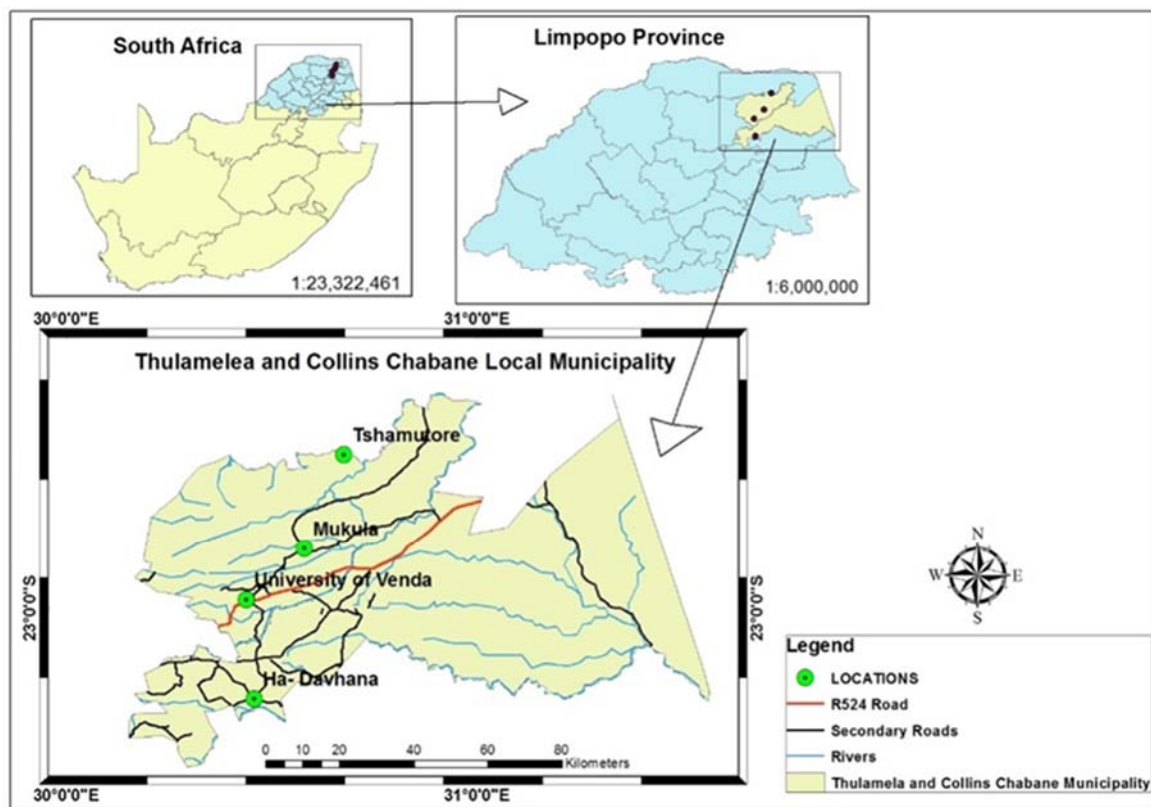 South Africa
1:23,322,461
Limpopo Province
1:6,000,000
30°0'0"E
31°0'0"E
Thulamelea and Collins Chabane Local Municipality
Tshamutore
Mukula
University of Venda
Ha- Davhana
23°0'0"S
23°0'0"S
0 10 20 40 60 80
Kilometers
30°0'0"E
31°0'0"E
N
W E
S
Legend
LOCATIONS
R524 Road
Secondary Roads
Rivers
Thulamela and Collins Chabane Municipality